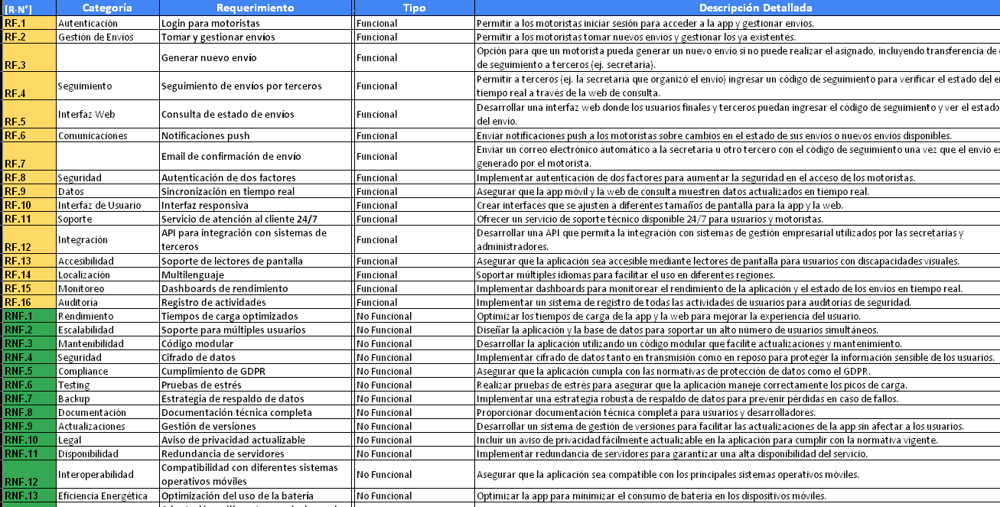 [R-N°] Categoría Requerimiento Tipo Descripción Detallada
RF.1 Autenticación Login para motoristas Funcional Permitir a los motoristas iniciar sesión para acceder a la app y gestionar envíos.
RF.2 Gestión de Envíos Tomar y gestionar envíos Funcional Permitir a los motoristas tomar nuevos envíos y gestionar los ya existentes.
Opción para que un motorista pueda generar un nuevo envío si no puede realizar el asignado, incluyendo transferencia de
RF.3 Generar nuevo envío Funcional de seguimiento a terceros (ej. secretaria).
Permitir a terceros (ej. la secretaria que organizó el envío) ingresar un código de seguimiento para verificar el estado del
RF.4 Seguimiento Seguimiento de envíos por terceros Funcional tiempo real a través de la web de consulta.
Desarrollar una interfaz web donde los usuarios finales y terceros puedan ingresar el código de seguimiento y ver el estado
RF.5 Interfaz Web Consulta de estado de envíos Funcional del envío.
RF.6 Comunicaciones Notificaciones push Funcional Enviar notificaciones push a los motoristas sobre cambios en el estado de sus envíos o nuevos envíos disponibles.
Enviar un correo electrónico automático a la secretaria u otro tercero con el código de seguimiento una vez que el envío
RF.7 Email de confirmación de envío Funcional generado por el motorista.
RF.8 Seguridad Autenticación de dos factores Funcional Implementar autenticación de dos factores para aumentar la seguridad en el acceso de los motoristas.
RF.9 Datos Sincronización en tiempo real Funcional Asegurar que la app móvil y la web de consulta muestren datos actualizados en tiempo real.
RF.10 Interfaz de Usuario Interfaz responsiva Funcional Crear interfaces que se ajusten a diferentes tamaños de pantalla para la app y la web.
RF.11 Soporte Servicio de atención al cliente 24/7 Funcional Ofrecer un servicio de soporte técnico disponible 24/7 para usuarios y motoristas.
API para integración con sistemas de Desarrollar una API que permita la integración con sistemas de gestión empresarial utilizados por las secretarias y
RF.12 Integración terceros Funcional administradores.
RF.13 Accesibilidad Soporte de lectores de pantalla Funcional Asegurar que la aplicación sea accesible mediante lectores de pantalla para usuarios con discapacidades visuales.
RF.14 Localización Multilenguaje Funcional Soportar múltiples idiomas para facilitar el uso en diferentes regiones.
RF.15 Monitoreo Dashboards de rendimiento Funcional Implementar dashboards para monitorear el rendimiento de la aplicación y el estado de los envíos en tiempo real.
RF.16 Auditoría Registro de actividades Funcional Implementar un sistema de registro de todas las actividades de usuarios para auditorías de seguridad.
RNF.1 Rendimiento Tiempos de carga optimizados No Funcional Optimizar los tiempos de carga de la app y la web para mejorar la experiencia del usuario.
RNF.2 Escalabilidad Soporte para múltiples usuarios No Funcional Diseñar la aplicación y la base de datos para soportar un alto número de usuarios simultáneos.
RNF.3 Mantenibilidad Código modular No Funcional Desarrollar la aplicación utilizando un código modular que facilite actualizaciones y mantenimiento.
RNF.4 Seguridad Cifrado de datos No Funcional Implementar cifrado de datos tanto en transmisión como en reposo para proteger la información sensible de los usuarios.
RNF.5 Compliance Cumplimiento de GDPR No Funcional Asegurar que la aplicación cumpla con las normativas de protección de datos como el GDPR.
RNF.6 Testing Pruebas de estrés No Funcional Realizar pruebas de estrés para asegurar que la aplicación maneje correctamente los picos de carga.
RNF.7 Backup Estrategia de respaldo de datos No Funcional Implementar una estrategia robusta de respaldo de datos para prevenir pérdidas en caso de fallos.
RNF.8 Documentación Documentación técnica completa No Funcional Proporcionar documentación técnica completa para usuarios y desarrolladores.
RNF.9 Actualizaciones Gestión de versiones No Funcional Desarrollar un sistema de gestión de versiones para facilitar las actualizaciones de la app sin afectar a los usuarios.
RNF.10 Legal Aviso de privacidad actualizable No Funcional Incluir un aviso de privacidad fácilmente actualizable en la aplicación para cumplir con la normativa vigente.
RNF.11 Disponibilidad Redundancia de servidores No Funcional Implementar redundancia de servidores para garantizar una alta disponibilidad del servicio.
Compatibilidad con diferentes sistemas
RNF.12 Interoperabilidad operativos móviles No Funcional Asegurar que la aplicación sea compatible con los principales sistemas operativos móviles.
RNF.13 Eficiencia Energética Optimización del uso de la batería No Funcional Optimizar la app para minimizar el consumo de batería en los dispositivos móviles.